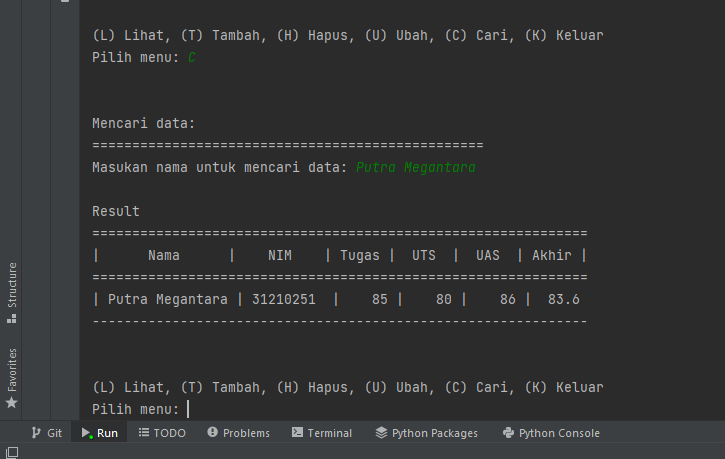 (L) Lihat, (T) Tambah, (H) Hapus, (U) Ubah, (C) Cari, (K) Keluar
Pilih menu: C
Mencari data:
=================================================
Masukan nama untuk mencari data: Putra Megantara
Result
==============================================================
|      Nama      |    NIM    | Tugas |  UTS  |  UAS  | Akhir |
==============================================================
| Putra Megantara | 31210251  |    85 |    80 |    86 |  83.6
--------------------------------------------------------------
(L) Lihat, (T) Tambah, (H) Hapus, (U) Ubah, (C) Cari, (K) Keluar
Pilih menu:
Structure
Favorites
Git Run TODO Problems Terminal Python Packages Python Console